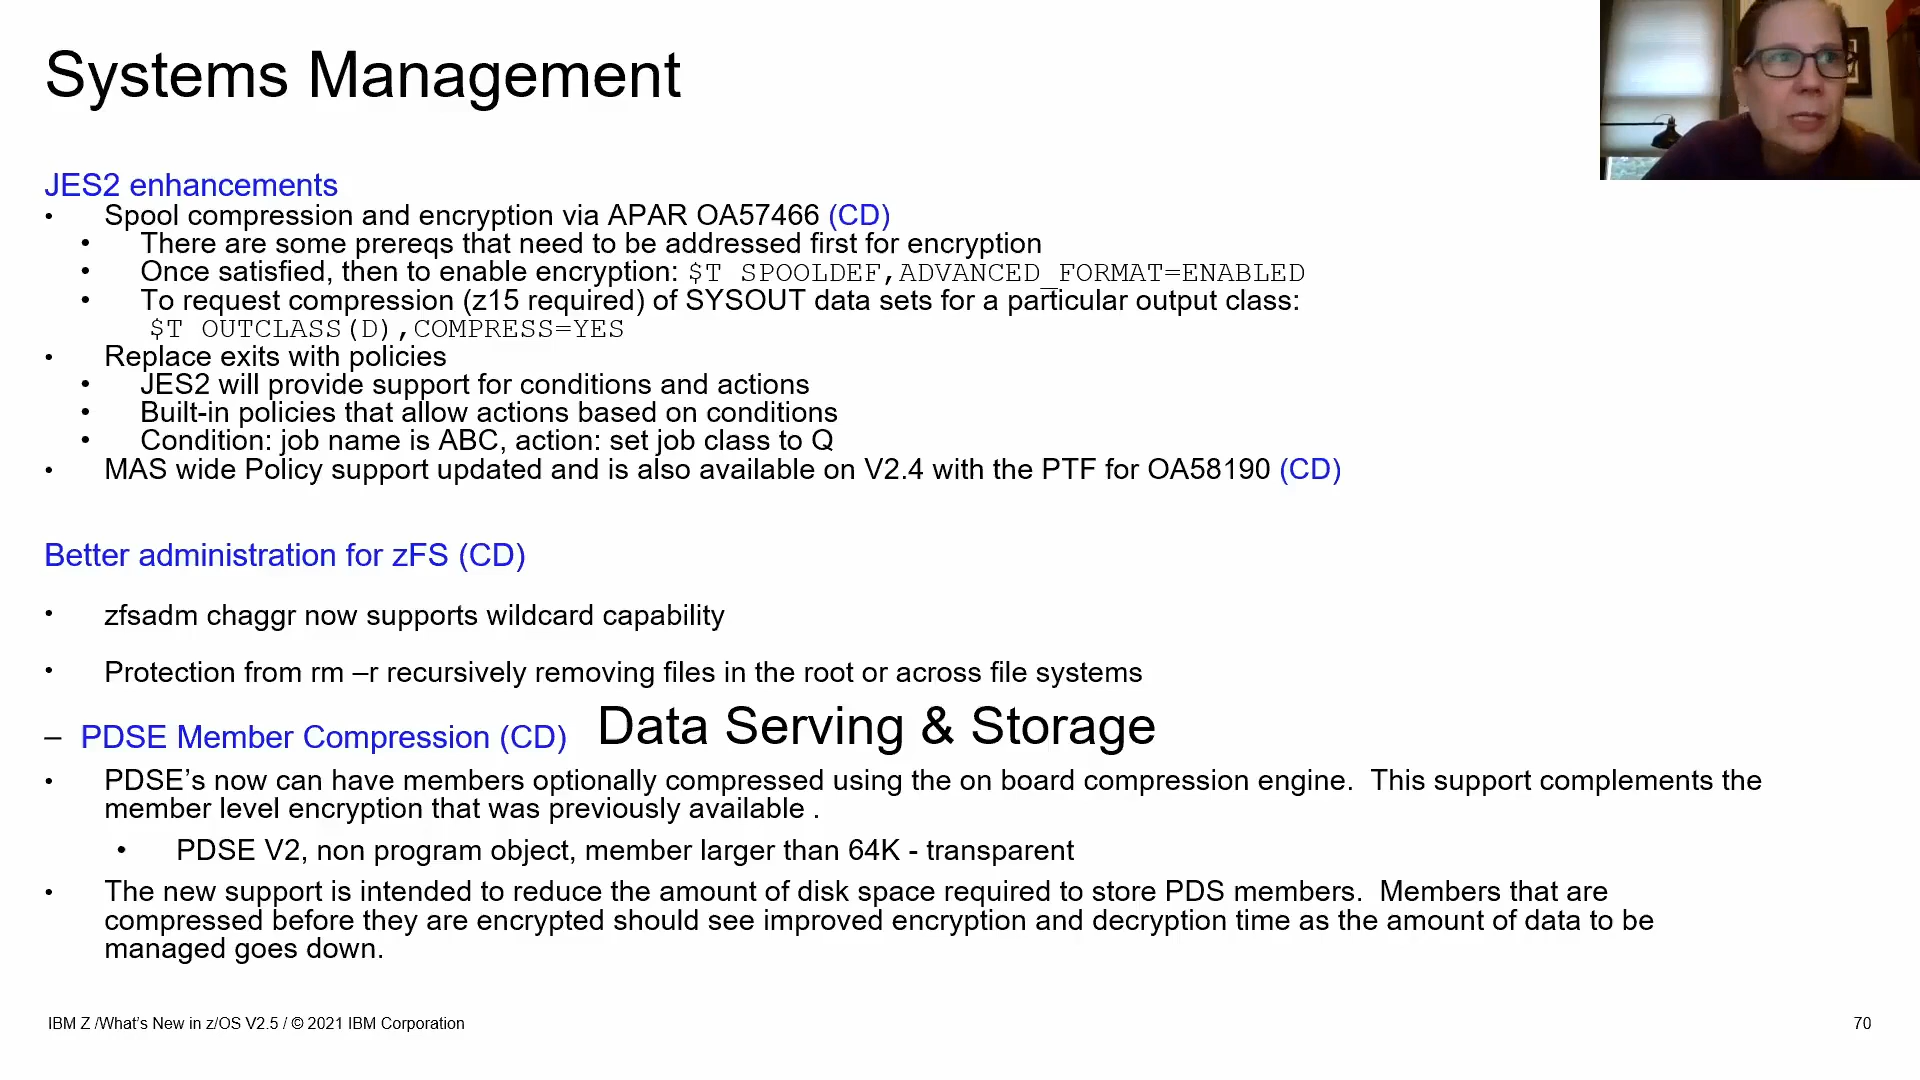 Systems Management
JES2 enhancements
• Spool compression and encryption via APAR OA57466 (CD)
• There are some prereqs that need to be addressed first for encryption
• Once satisfied, then to enable encryption: $T SPOOLDEF,ADVANCED_FORMAT=ENABLED
• To request compression (z15 required) of SYSOUT data sets for a particular output class:
$T OUTCLASS(D),COMPRESS=YES
• Replace exits with policies
• JES2 will provide support for conditions and actions
• Built-in policies that allow actions based on conditions
• Condition: job name is ABC, action: set job class to Q
• MAS wide Policy support updated and is also available on V2.4 with the PTF for OA58190 (CD)
Better administration for zFS (CD)
• zfsadm chaggr now supports wildcard capability
• Protection from rm –r recursively removing files in the root or across file systems
– PDSE Member Compression (CD) Data Serving & Storage
• PDSE’s now can have members optionally compressed using the on board compression engine.  This support complements the
member level encryption that was previously available .
• PDSE V2, non program object, member larger than 64K - transparent
• The new support is intended to reduce the amount of disk space required to store PDS members.  Members that are
compressed before they are encrypted should see improved encryption and decryption time as the amount of data to be
managed goes down.
IBM Z /What’s New in z/OS V2.5 / © 2021 IBM Corporation 70